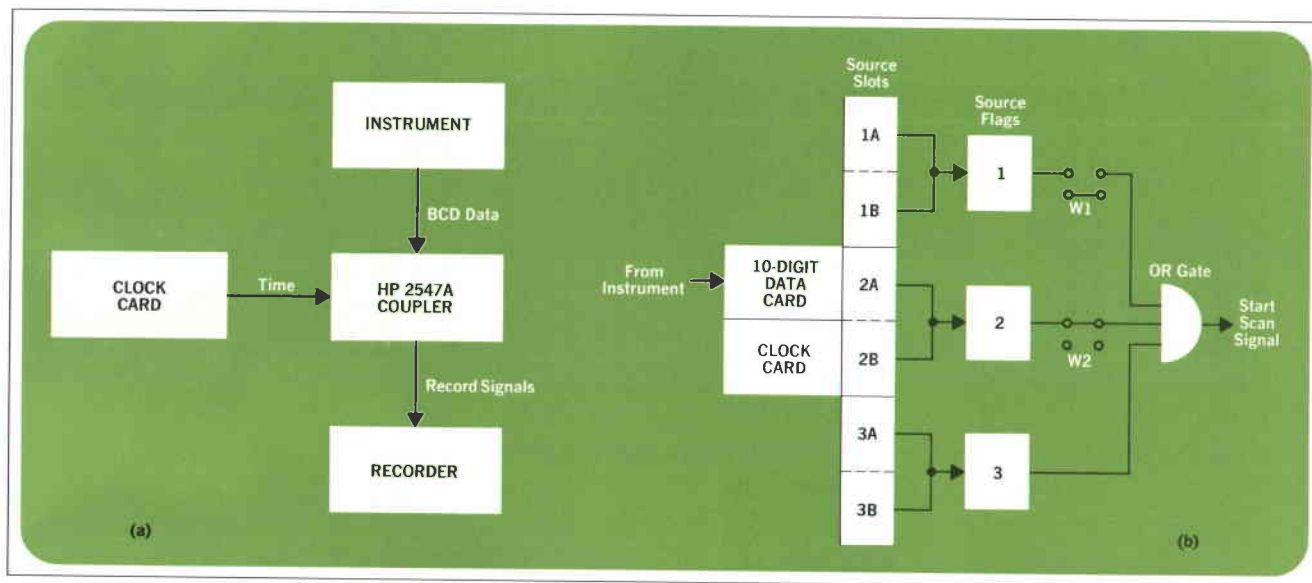 INSTRUMENT
BCD Data
CLOCK
CARD
Time
HP 2547A
COUPLER
Record Signals
RECORDER
(a)
Source
Slots
Source
Flags
1A
1B
2A
2B
3A
3B
1
2
3
W1
W2
From
Instrument
10-DIGIT
DATA
CARD
CLOCK
CARD
OR Gate
Start
Scan
Signal
(b)